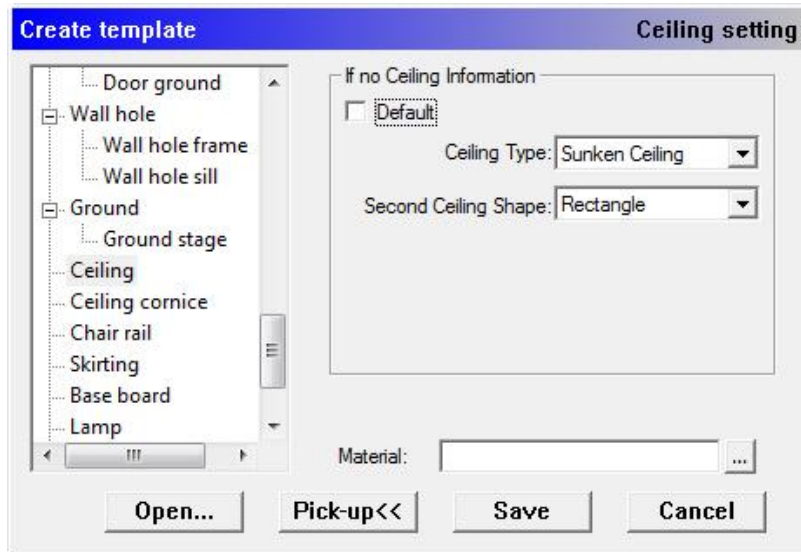 Create template
Ceiling setting
Door ground
Wall hole
Wall hole frame
Wall hole sill
Ground
Ground stage
Ceiling
Ceiling cornice
Chair rail
Skirting
Base board
Lamp
If no Ceiling Information
Default
Ceiling Type: Sunken Ceiling
Second Ceiling Shape: Rectangle
Material: ...
Open... Pick-up<< Save Cancel